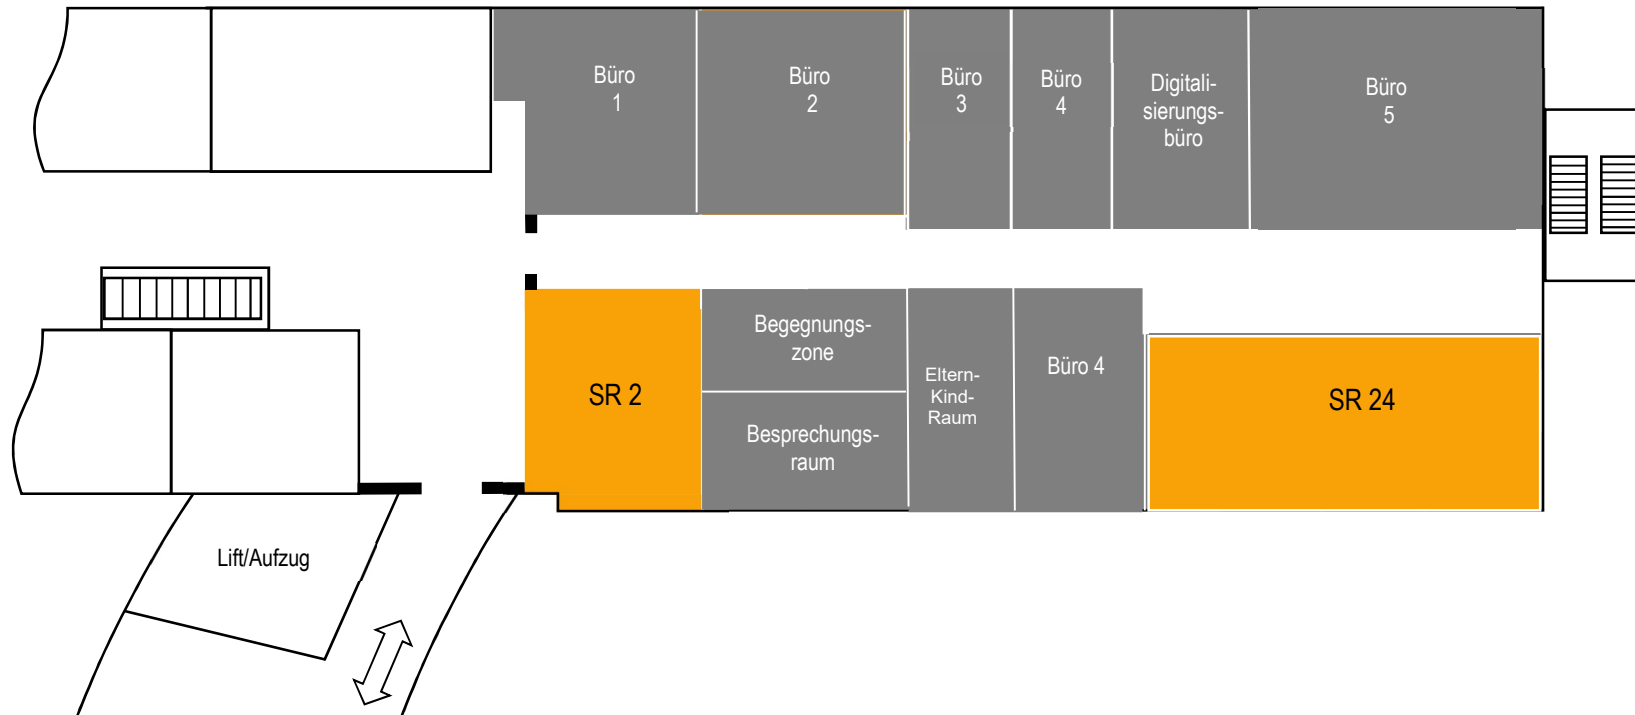 Büro
1
Büro
2
Büro
3
Büro
4
Digitali-
sierungs-
büro
Büro
5
SR 2
Begegnungs-
zone
Besprechungs-
raum
Eltern-
Kind-
Raum
Büro 4
SR 24
Lift/Aufzug